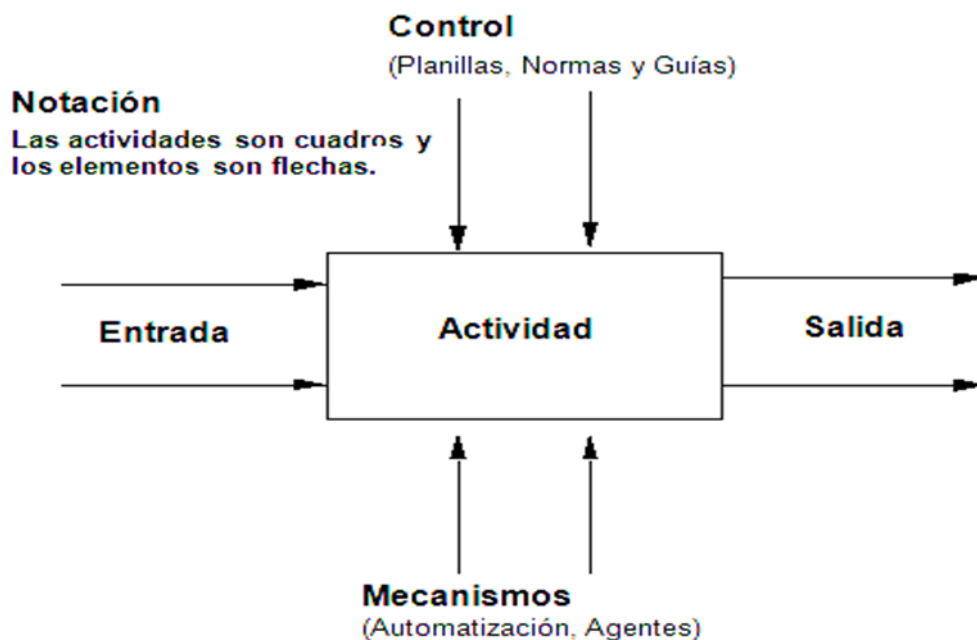 Control
(Planillas, Normas y Guías)
Notación
Las actividades son cuadros y
los elementos son flechas.
Entrada
Actividad
Salida
Mecanismos
(Automatización, Agentes)